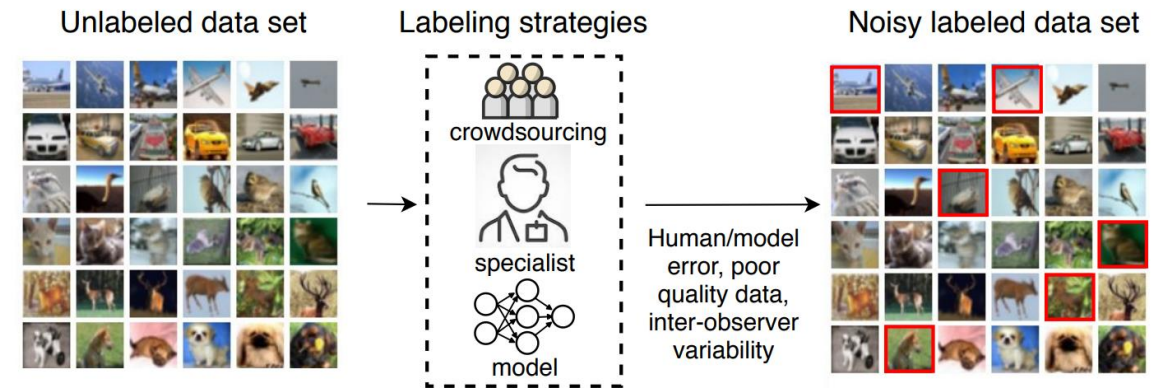 Unlabeled data set
Labeling strategies
Noisy labeled data set
crowdsourcing
specialist
model
Human/model
error, poor
quality data,
inter-observer
variability